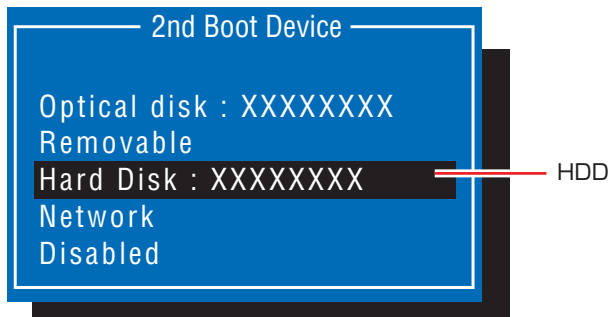 2nd Boot Device
Optical disk : XXXXXXXX
Removable
Hard Disk : XXXXXXXX
HDD
Network
Disabled